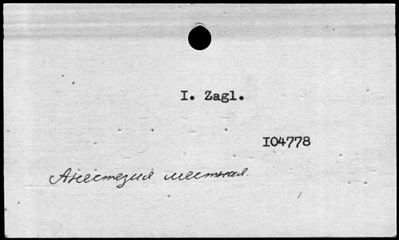 I. Zagl.
I04778
Анестезия местная.